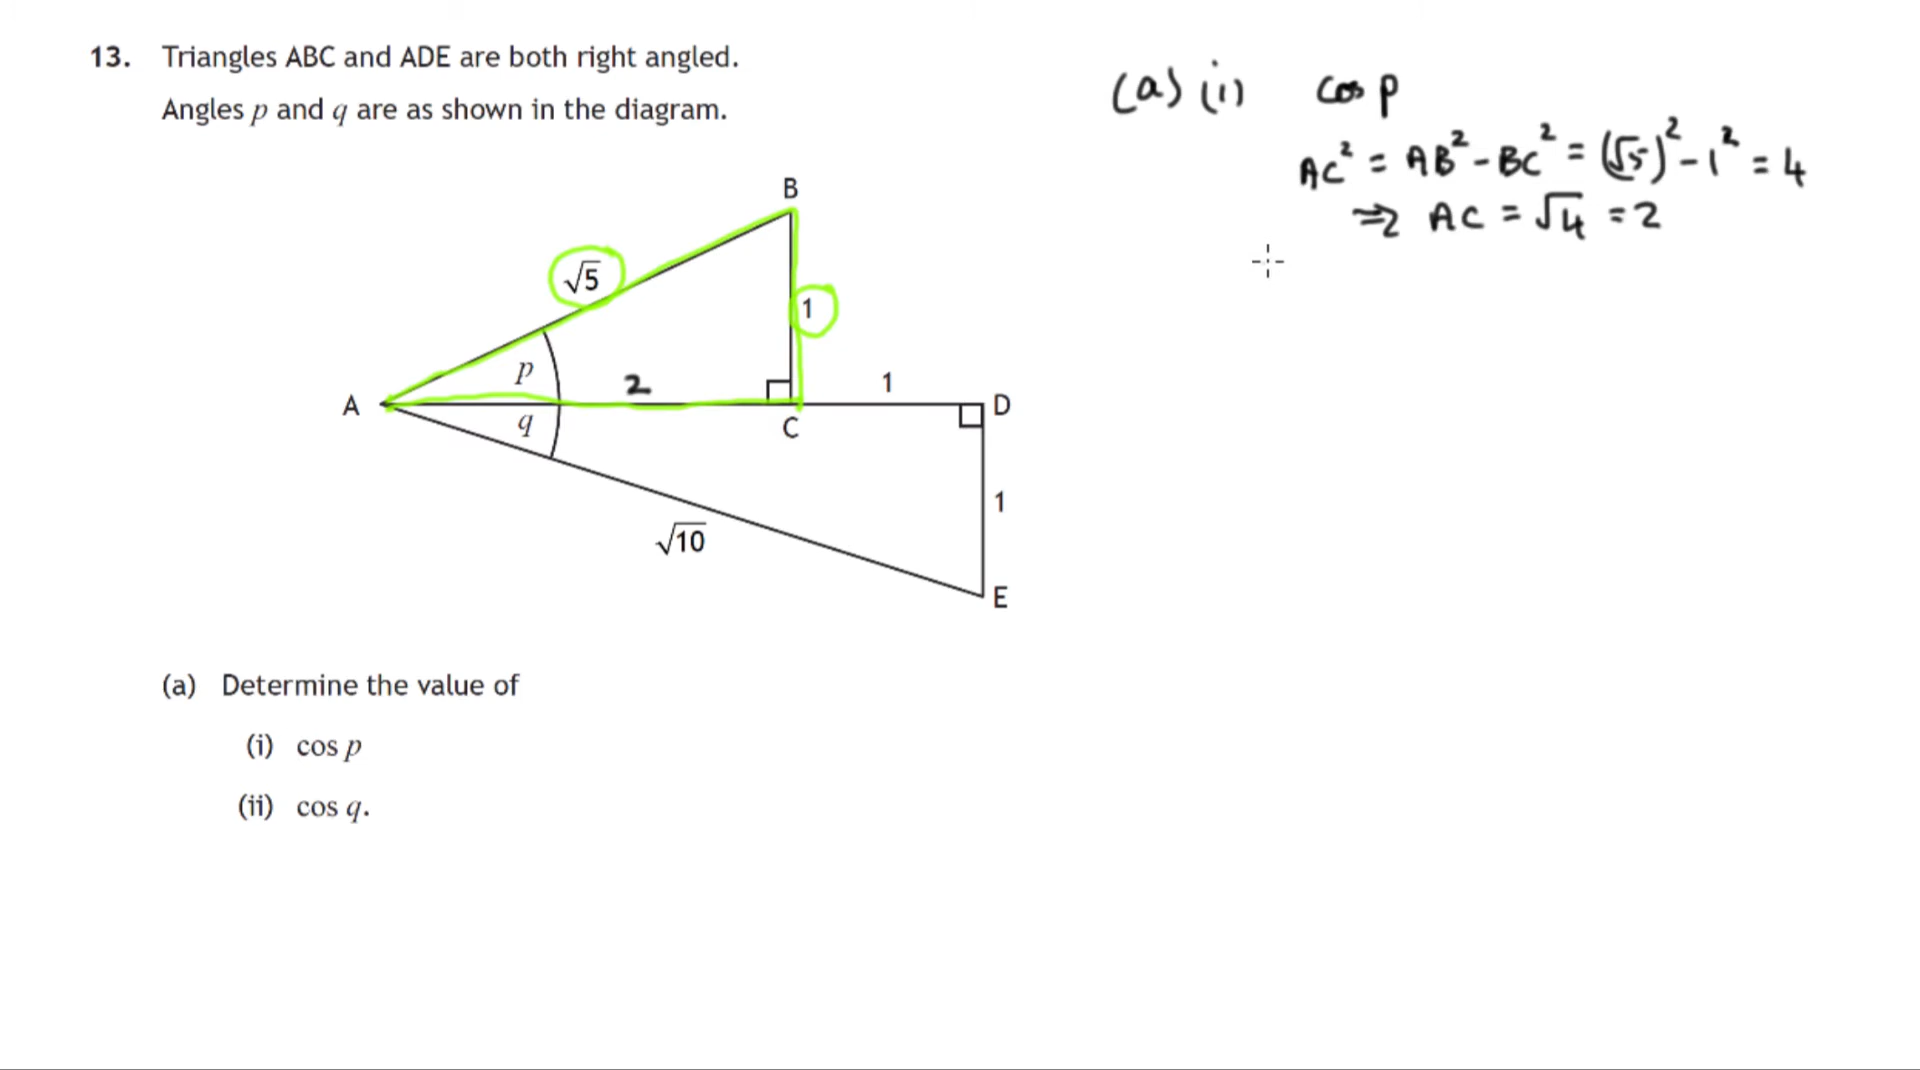 13. Triangles ABC and ADE are both right angled.
Angles p and q are as shown in the diagram.
(a) (i) cos p
AC² = AB² - BC² = (√5)² - 1² = 4
⇒ AC = √4 = 2
B
√5
1
p
2
1
A
D
q
C
1
√10
E
(a) Determine the value of
(i) cos p
(ii) cos q.